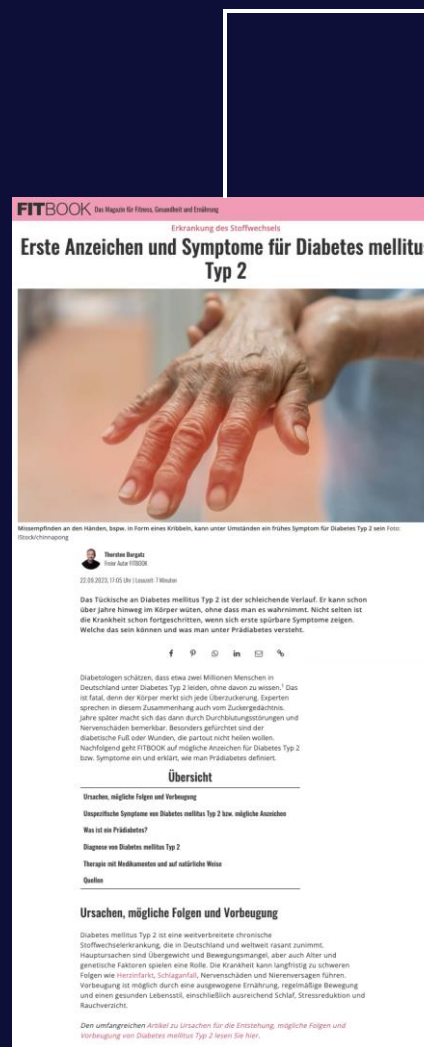 FITBOOK Das Magazin für Fitness, Gesundheit und Ernährung
Erkrankung des Stoffwechsels
Erste Anzeichen und Symptome für Diabetes mellitus
Typ 2
Missempfinden an den Händen, bspw. in Form eines Kribbeln, kann unter Umständen ein frühes Symptom für Diabetes Typ 2 sein Foto:
iStock/chinnapong
Thorsten Burgatz
Freier Autor FITBOOK
22.09.2023, 17:05 Uhr | Lesezeit: 7 Minuten
Das Tückische an Diabetes mellitus Typ 2 ist der schleichende Verlauf. Er kann schon
über Jahre hinweg im Körper wüten, ohne dass man es wahrnimmt. Nicht selten ist
die Krankheit schon fortgeschritten, wenn sich erste spürbare Symptome zeigen.
Welche das sein können und was man unter Prädiabetes versteht.
Diabetologen schätzen, dass etwa zwei Millionen Menschen in
Deutschland unter Diabetes Typ 2 leiden, ohne davon zu wissen.¹ Das
ist fatal, denn der Körper merkt sich jede Überzuckerung. Experten
sprechen in diesem Zusammenhang auch vom Zuckergedächtnis.
Jahre später macht sich das dann durch Durchblutungsstörungen und
Nervenschäden bemerkbar. Besonders gefürchtet sind der
diabetische Fuß oder Wunden, die partout nicht heilen wollen.
Nachfolgend geht FITBOOK auf mögliche Anzeichen für Diabetes Typ 2
bzw. Symptome ein und erklärt, wie man Prädiabetes definiert.
Übersicht
Ursachen, mögliche Folgen und Vorbeugung
Unspezifische Symptome von Diabetes mellitus Typ 2 bzw. mögliche Anzeichen
Was ist ein Prädiabetes?
Diagnose von Diabetes mellitus Typ 2
Therapie mit Medikamenten und auf natürliche Weise
Quellen
Ursachen, mögliche Folgen und Vorbeugung
Diabetes mellitus Typ 2 ist eine weitverbreitete chronische
Stoffwechselerkrankung, die in Deutschland und weltweit rasant zunimmt.
Hauptursachen sind Übergewicht und Bewegungsmangel, aber auch Alter und
genetische Faktoren spielen eine Rolle. Die Krankheit kann langfristig zu schweren
Folgen wie Herzinfarkt, Schlaganfall, Nervenschäden und Nierenversagen führen.
Vorbeugung ist möglich durch eine ausgewogene Ernährung, regelmäßige Bewegung
und einen gesunden Lebensstil, einschließlich ausreichend Schlaf, Stressreduktion und
Rauchverzicht.
Den umfangreichen Artikel zu Ursachen für die Entstehung, mögliche Folgen und
Vorbeugung von Diabetes mellitus Typ 2 lesen Sie hier.